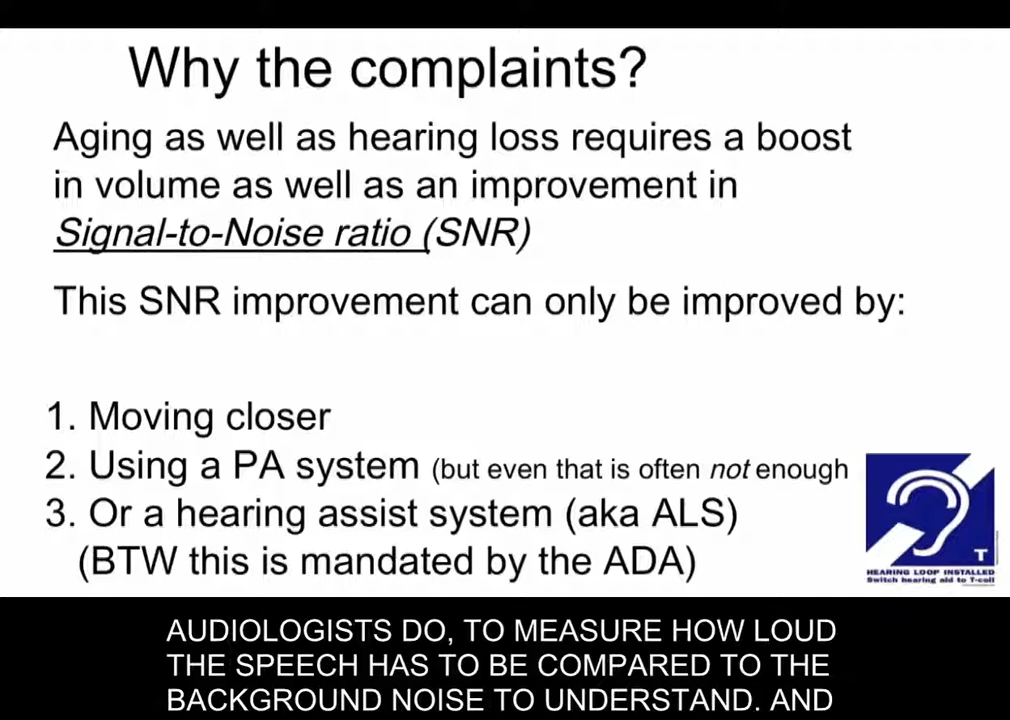 Why the complaints?
Aging as well as hearing loss requires a boost
in volume as well as an improvement in
Signal-to-Noise ratio (SNR)
This SNR improvement can only be improved by:
1. Moving closer
2. Using a PA system (but even that is often not enough
3. Or a hearing assist system (aka ALS)
(BTW this is mandated by the ADA)
T
HEARING LOOP INSTALLED
Switch hearing aid to T-coil
AUDIOLOGISTS DO, TO MEASURE HOW LOUD
THE SPEECH HAS TO BE COMPARED TO THE
BACKGROUND NOISE TO UNDERSTAND. AND